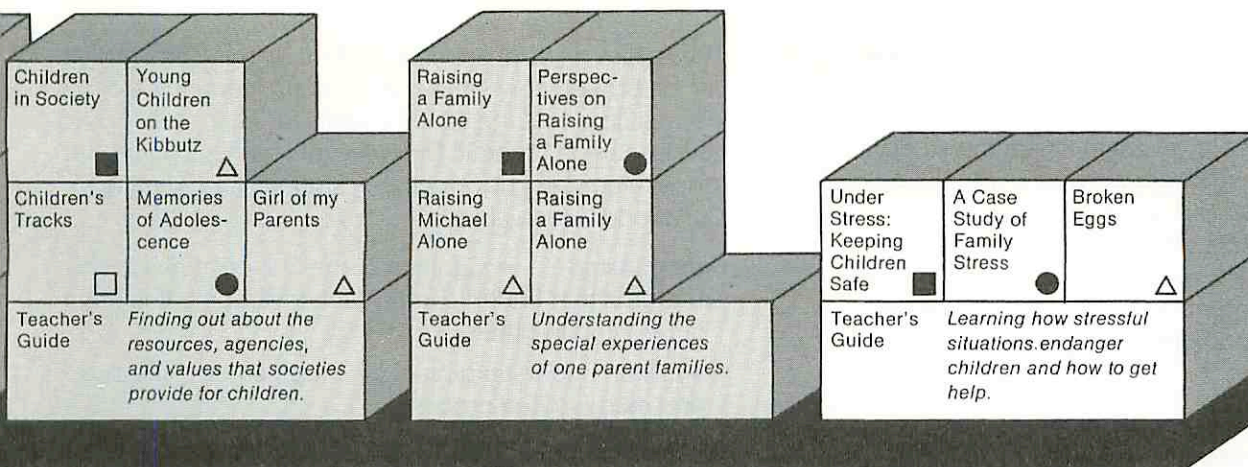 Children
in Society
Young
Children
on the
Kibbutz
Children's
Tracks
Memories
of Adoles-
cence
Girl of my
Parents
Teacher's
Guide
Finding out about the
resources, agencies,
and values that societies
provide for children.
Raising
a Family
Alone
Perspec-
tives on
Raising
a Family
Alone
Raising
Michael
Alone
Raising
a Family
Alone
Teacher's
Guide
Understanding the
special experiences
of one parent families.
Under
Stress:
Keeping
Children
Safe
A Case
Study of
Family
Stress
Broken
Eggs
Teacher's
Guide
Learning how stressful
situations.endanger
children and how to get
help.